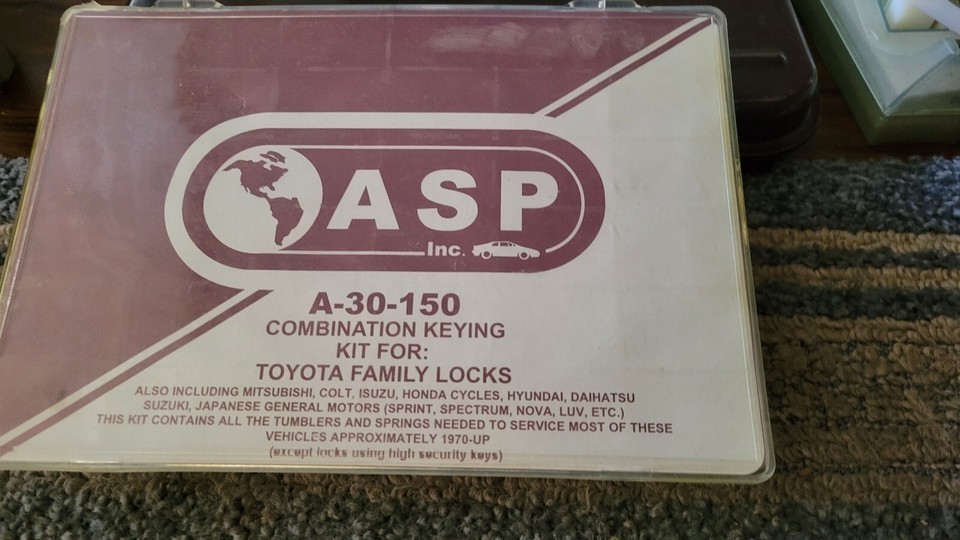 ASP
Inc.
A-30-150
COMBINATION KEYING
KIT FOR:
TOYOTA FAMILY LOCKS
ALSO INCLUDING MITSUBISHI, COLT, ISUZU, HONDA CYCLES, HYUNDAI, DAIHATSU
SUZUKI, JAPANESE GENERAL MOTORS (SPRINT, SPECTRUM, NOVA, LUV, ETC.)
THIS KIT CONTAINS ALL THE TUMBLERS AND SPRINGS NEEDED TO SERVICE MOST OF THESE
VEHICLES APPROXIMATELY 1970-UP
(except locks using high security keys)